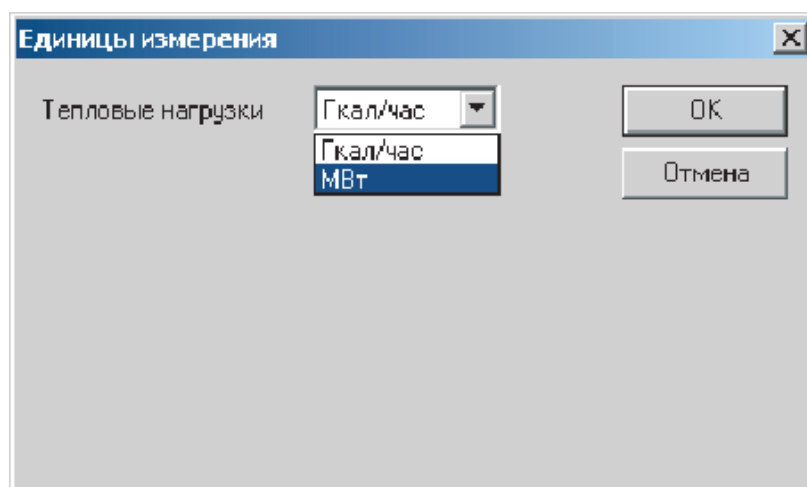 Единицы измерения
Тепловые нагрузки
Гкал/час
OK
Гкал/час
МВт
Отмена